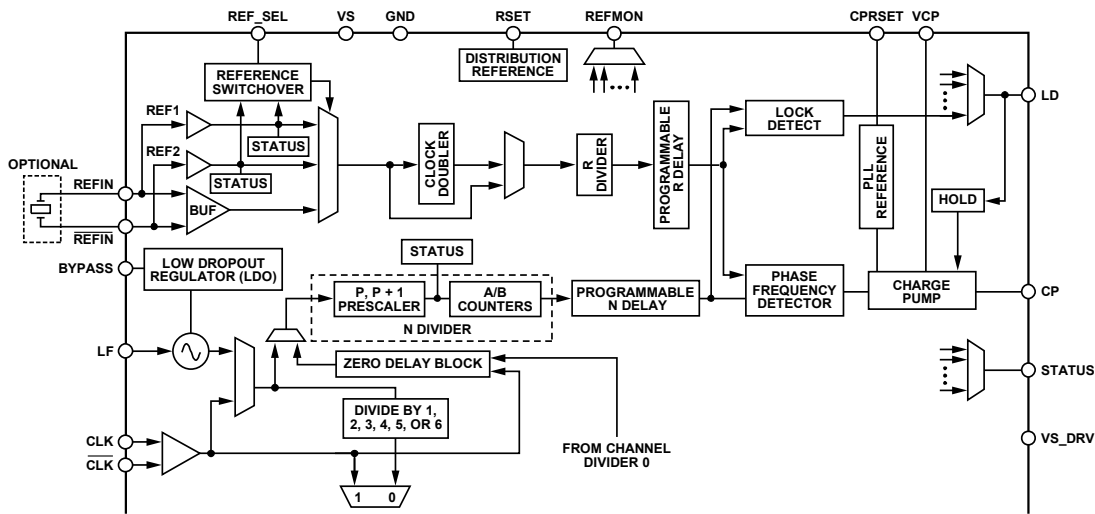 REF_SEL
VS
GND
RSET
REFMON
CPRSET
VCP
DISTRIBUTION
REFERENCE
REFERENCE
SWITCHOVER
LD
REF1
STATUS
LOCK
DETECT
OPTIONAL
REF2
STATUS
CLOCK
DOUBLER
R
DIVIDER
PROGRAMMABLE
R DELAY
PLL
REFERENCE
HOLD
REFIN
BUF
REFIN
BYPASS
LOW DROPOUT
REGULATOR (LDO)
STATUS
P, P + 1
PRESCALER
A/B
COUNTERS
N DIVIDER
PROGRAMMABLE
N DELAY
PHASE
FREQUENCY
DETECTOR
CHARGE
PUMP
CP
LF
ZERO DELAY BLOCK
STATUS
DIVIDE BY 1,
2, 3, 4, 5, OR 6
FROM CHANNEL
DIVIDER 0
VS_DRV
CLK
CLK
1 0